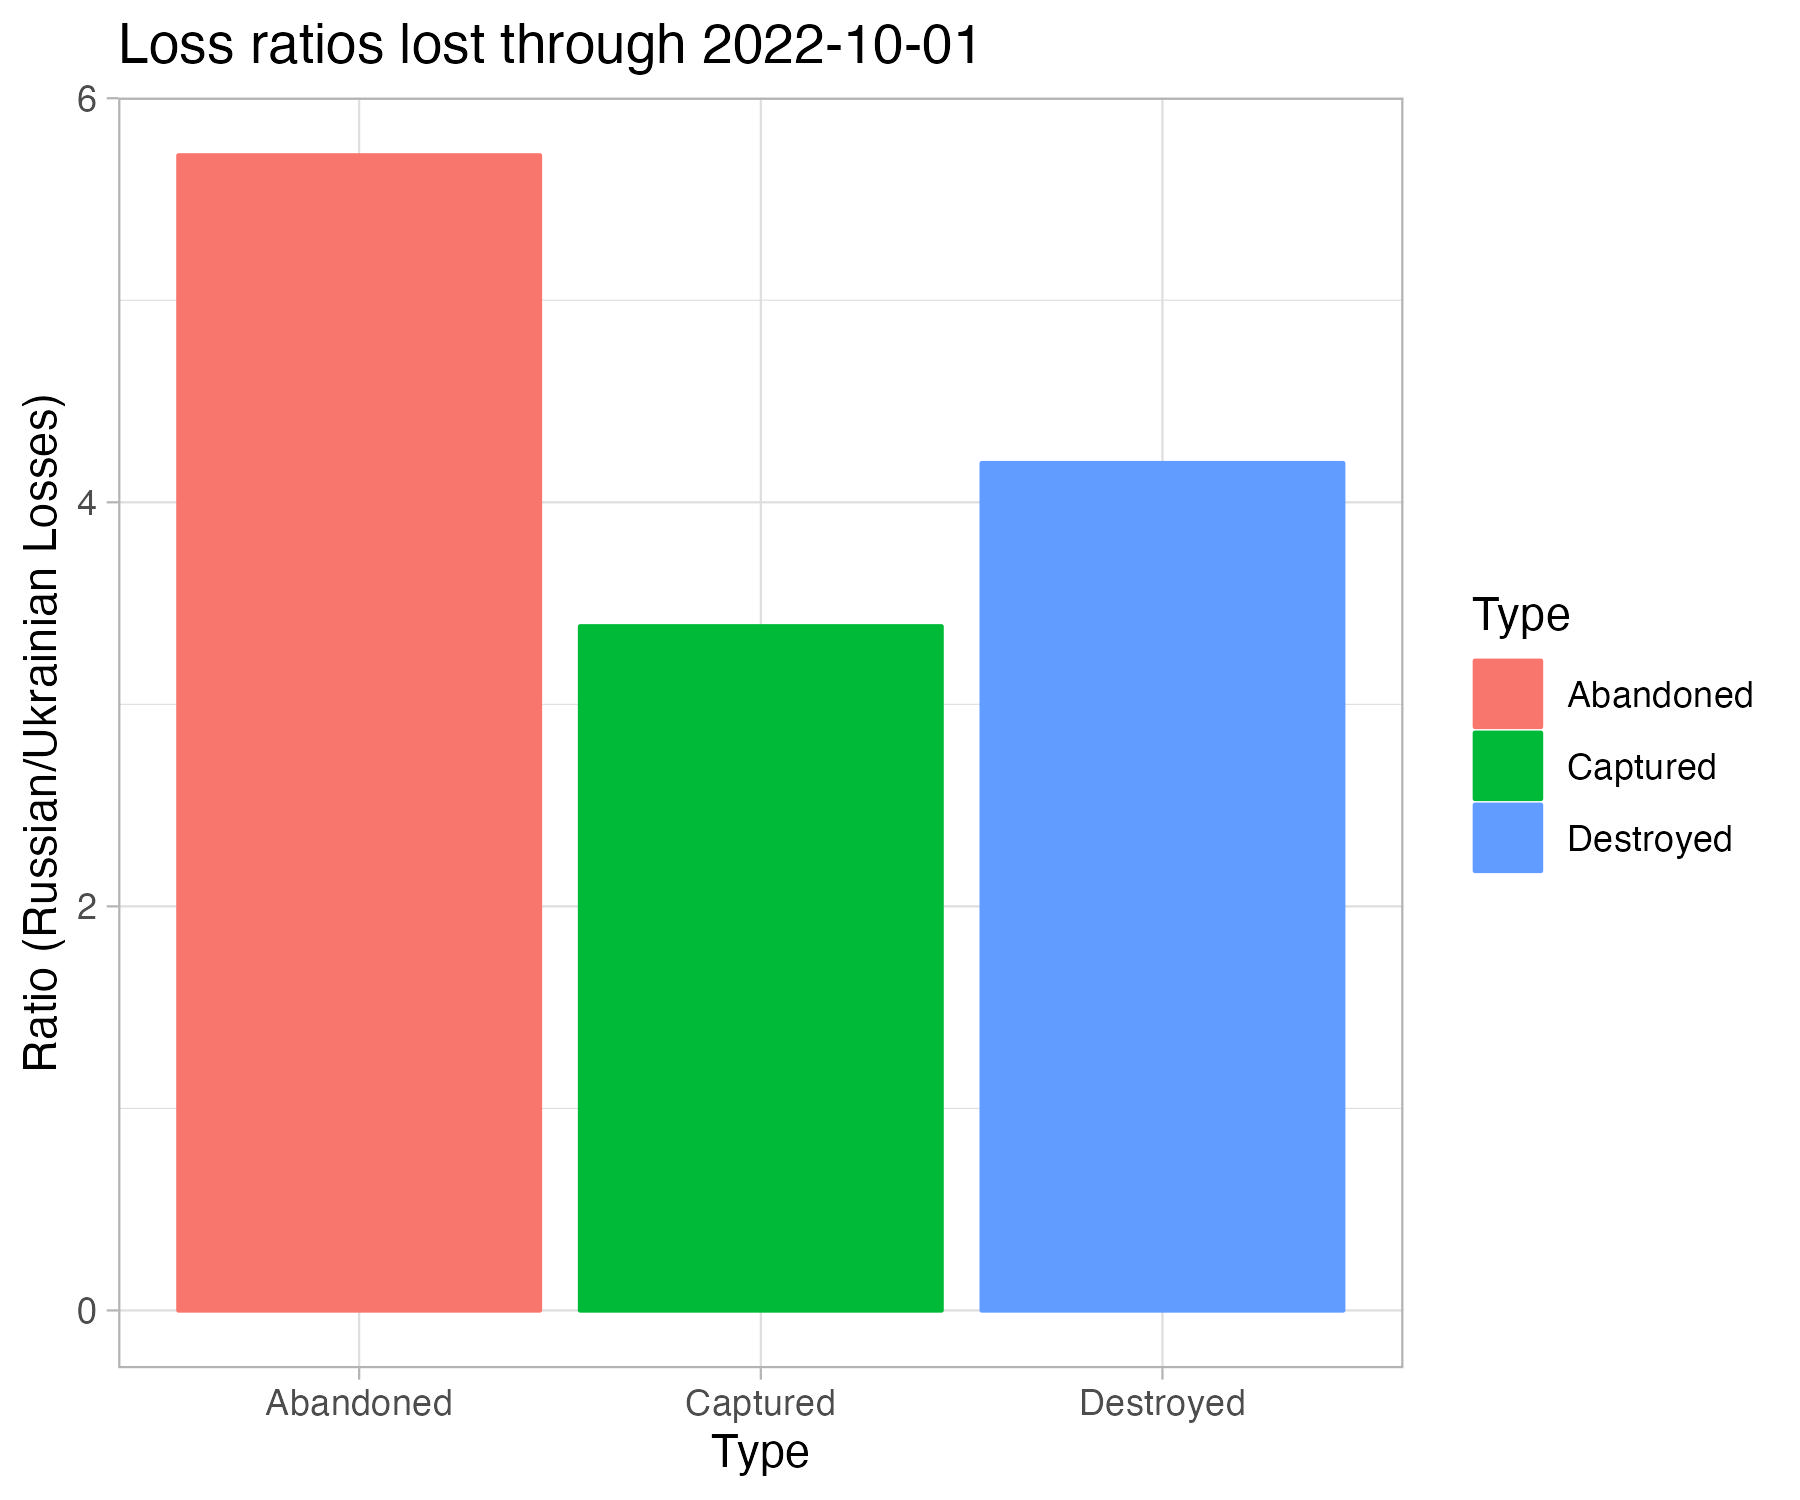 Loss ratios lost through 2022-10-01
6
4
2
0
Ratio (Russian/Ukrainian Losses)
Abandoned
Captured
Destroyed
Type
Type
Abandoned
Captured
Destroyed